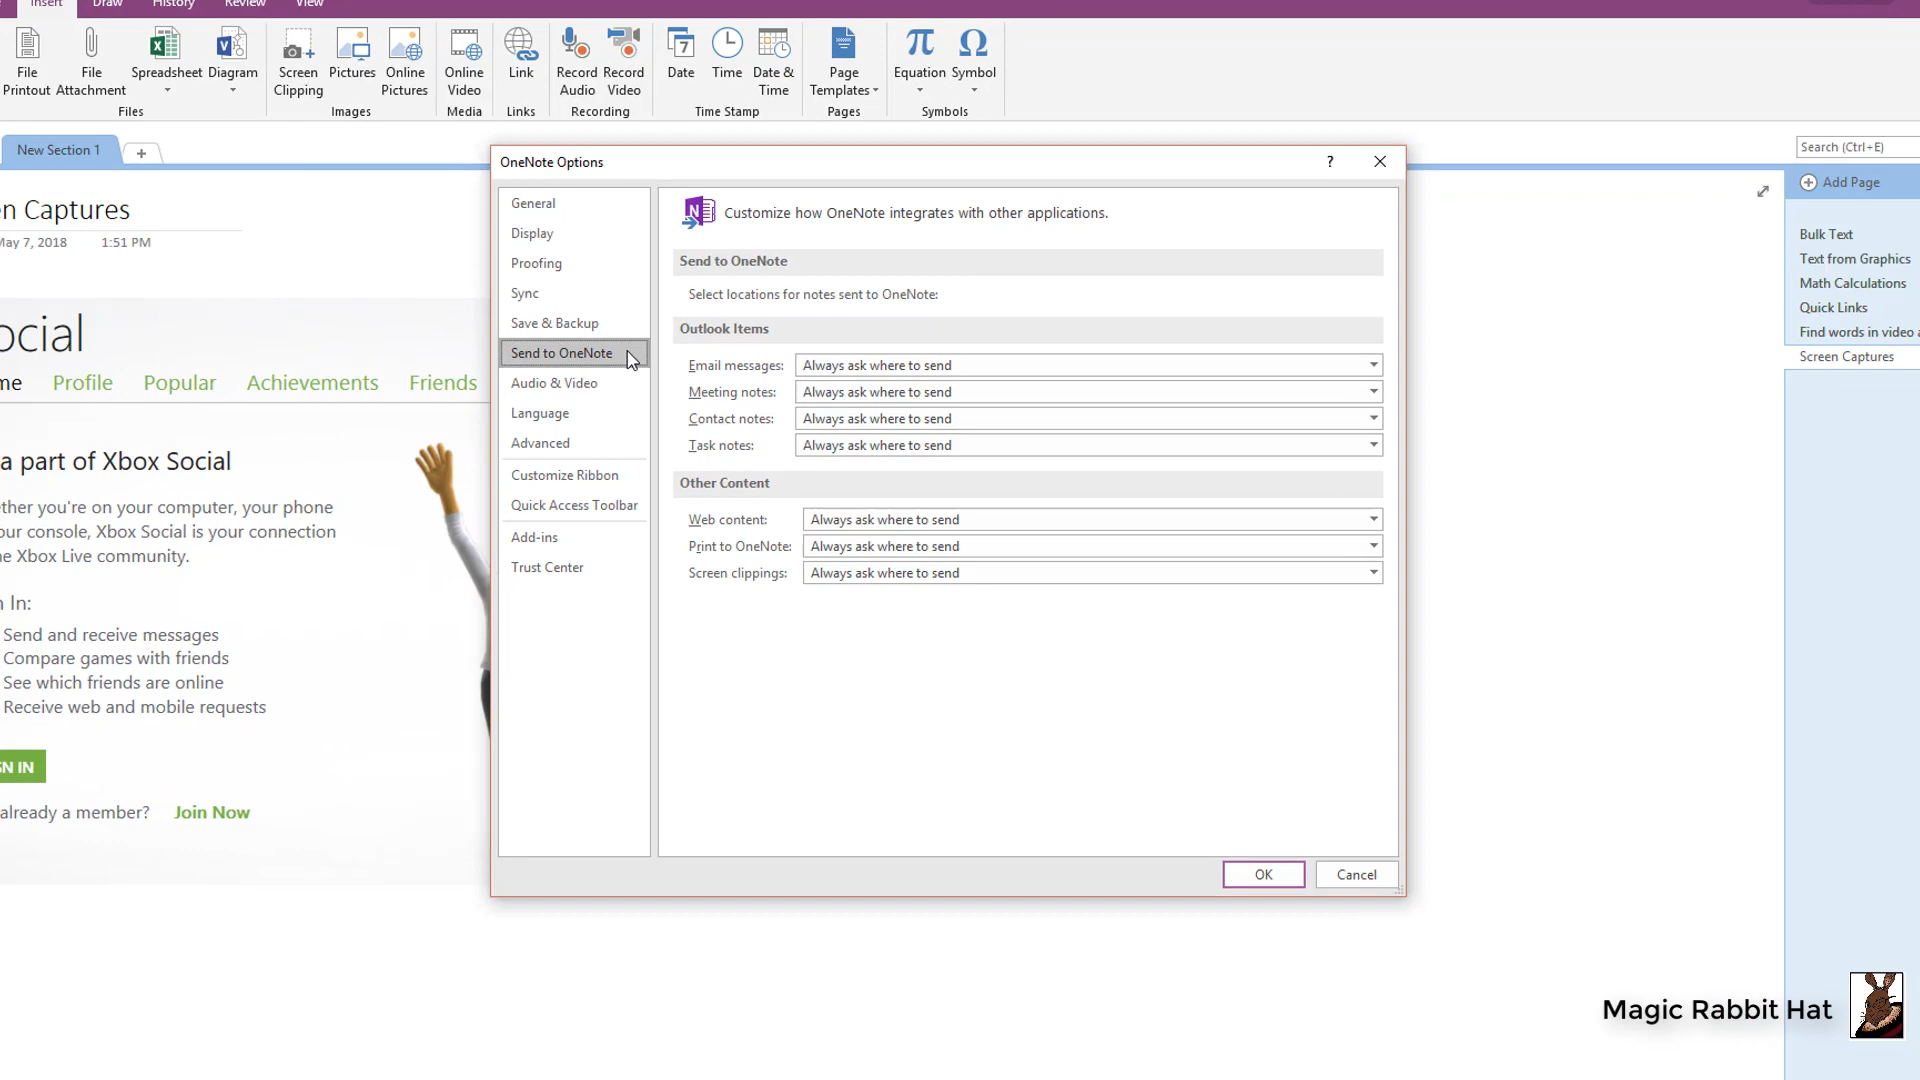 Insert Draw History Review View
File Printout
File Attachment
Spreadsheet
Diagram
Screen Clipping
Pictures
Online Pictures
Online Video
Link
Record Audio
Record Video
7
Date
Time
Date & Time
Page Templates
π
Equation
Ω
Symbol
Files Images Media Links Recording Time Stamp Pages Symbols
New Section 1
+
Search (Ctrl+E)
en Captures
May 7, 2018 1:51 PM
ocial
me Profile Popular Achievements Friends
a part of Xbox Social
ether you're on your computer, your phone
our console, Xbox Social is your connection
he Xbox Live community.
n In:
Send and receive messages
Compare games with friends
See which friends are online
Receive web and mobile requests
GN IN
already a member? Join Now
OneNote Options
?
General
Display
Proofing
Sync
Save & Backup
Send to OneNote
Audio & Video
Language
Advanced
Customize Ribbon
Quick Access Toolbar
Add-ins
Trust Center
Customize how OneNote integrates with other applications.
Send to OneNote
Select locations for notes sent to OneNote:
Outlook Items
Email messages: Always ask where to send
Meeting notes: Always ask where to send
Contact notes: Always ask where to send
Task notes: Always ask where to send
Other Content
Web content: Always ask where to send
Print to OneNote: Always ask where to send
Screen clippings: Always ask where to send
OK Cancel
Add Page
Bulk Text
Text from Graphics
Math Calculations
Quick Links
Find words in video a
Screen Captures
Magic Rabbit Hat